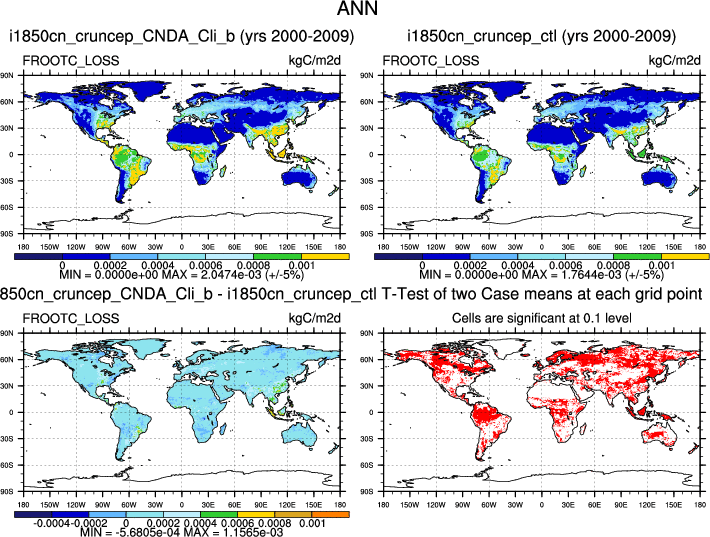 ANN
i1850cn_cruncep_CNDA_Cli_b (yrs 2000-2009)
i1850cn_cruncep_ctl (yrs 2000-2009)
FROOTC_LOSS kgC/m2d
FROOTC_LOSS kgC/m2d
90N
60N
30N
0
30S
60S
90S
180 150W 120W 90W 60W 30W 0 30E 60E 90E 120E 150E 180
0 0.0002 0.0004 0.0006 0.0008 0.001
MIN = 0.0000e+00 MAX = 2.0474e-03 (+/-5%)
90N
60N
30N
0
30S
60S
90S
180 150W 120W 90W 60W 30W 0 30E 60E 90E 120E 150E 180
0 0.0002 0.0004 0.0006 0.0008 0.001
MIN = 0.0000e+00 MAX = 1.7644e-03 (+/-5%)
850cn_cruncep_CNDA_Cli_b - i1850cn_cruncep_ctl
T-Test of two Case means at each grid point
FROOTC_LOSS kgC/m2d
Cells are significant at 0.1 level
90N
60N
30N
0
30S
60S
90S
180 150W 120W 90W 60W 30W 0 30E 60E 90E 120E 150E 180
-0.0004-0.0002 0 0.0002 0.0004 0.0006 0.0008 0.001
MIN = -5.6805e-04 MAX = 1.1565e-03
90N
60N
30N
0
30S
60S
90S
180 150W 120W 90W 60W 30W 0 30E 60E 90E 120E 150E 180